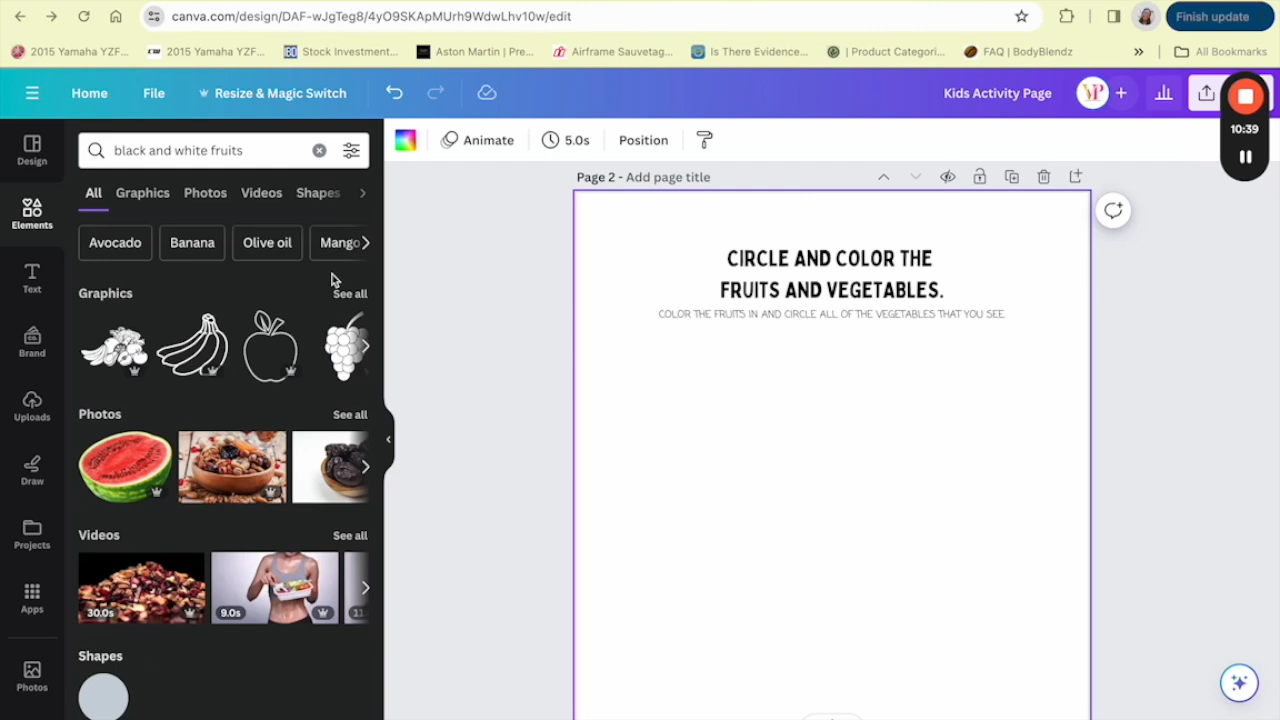 canva.com/design/DAF-wJgTeg8/4yO9SKApMUrh9WdwLhv10w/edit
Finish update
2015 Yamaha YZF...
2015 Yamaha YZF...
Stock Investment...
Aston Martin | Pre...
Airframe Sauvetag...
Is There Evidence...
| Product Categori...
FAQ | BodyBlendz
All Bookmarks
Home
File
Resize & Magic Switch
Kids Activity Page
10:39
Design
Elements
Text
Brand
Uploads
Draw
Projects
Apps
Photos
black and white fruits
All
Graphics
Photos
Videos
Shapes
Avocado
Banana
Olive oil
Mango
Graphics
See all
Photos
See all
Videos
See all
30.0s
9.0s
Shapes
Animate
5.0s
Position
Page 2 - Add page title
CIRCLE AND COLOR THE
FRUITS AND VEGETABLES.
COLOR THE FRUITS IN AND CIRCLE ALL OF THE VEGETABLES THAT YOU SEE.